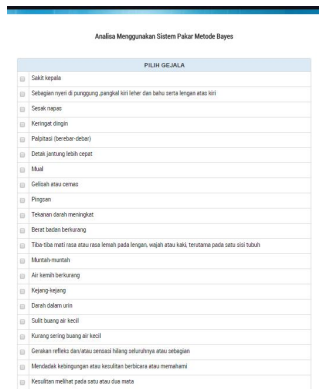 Analisa Menggunakan Sistem Pakar Metode Bayes
PILIH GEJALA
Sakit kepala
Sebagian nyeri di punggung ,pangkal kiri leher dan bahu serta lengan atas kiri
Sesak napas
Keringat dingin
Palpitasi (berebar-debar)
Detak jantung lebih cepat
Mual
Gelisah atau cemas
Pingsan
Tekanan darah meningkat
Berat badan berkurang
Tiba-tiba mati rasa atau rasa lemah pada lengan, wajah atau kaki, terutama pada satu sisi tubuh
Muntah-muntah
Air kemih berkurang
Kejang-kejang
Darah dalam urin
Sulit buang air kecil
Kurang sering buang air kecil
Gerakan refleks dan/atau sensasi hilang seluruhnya atau sebagian
Mendadak kebingungan atau kesulitan berbicara atau memahami
Kesulitan melihat pada satu atau dua mata